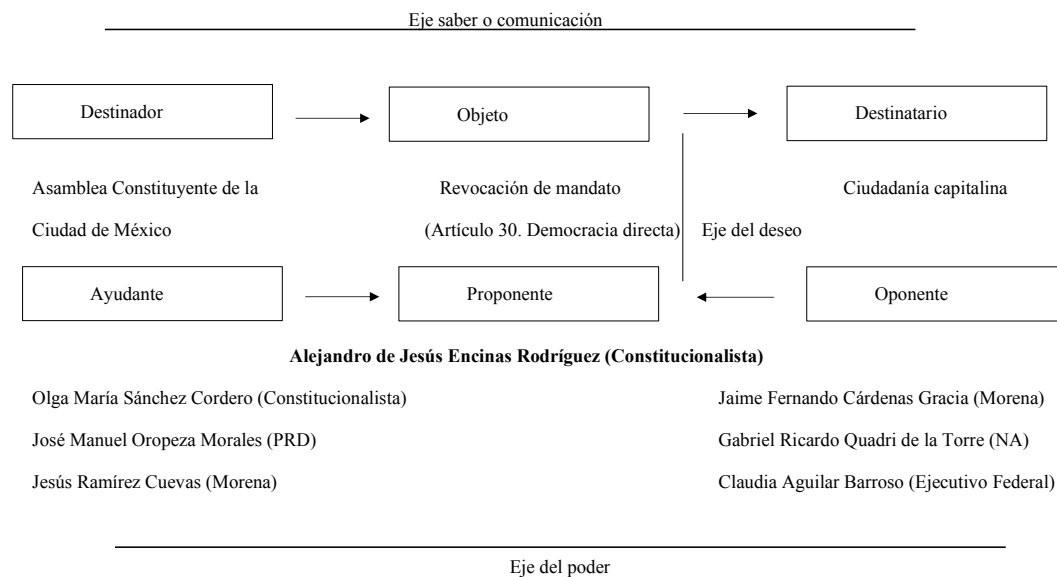 Eje saber o comunicación
Destinador
Objeto
Destinatario
Asamblea Constituyente de la
Ciudad de México
Revocación de mandato
(Artículo 30. Democracia directa)
Ciudadanía capitalina
Eje del deseo
Ayudante
Proponente
Oponente
Alejandro de Jesús Encinas Rodríguez (Constitucionalista)
Olga María Sánchez Cordero (Constitucionalista)
José Manuel Oropeza Morales (PRD)
Jesús Ramírez Cuevas (Morena)
Jaime Fernando Cárdenas Gracia (Morena)
Gabriel Ricardo Quadri de la Torre (NA)
Claudia Aguilar Barroso (Ejecutivo Federal)
Eje del poder